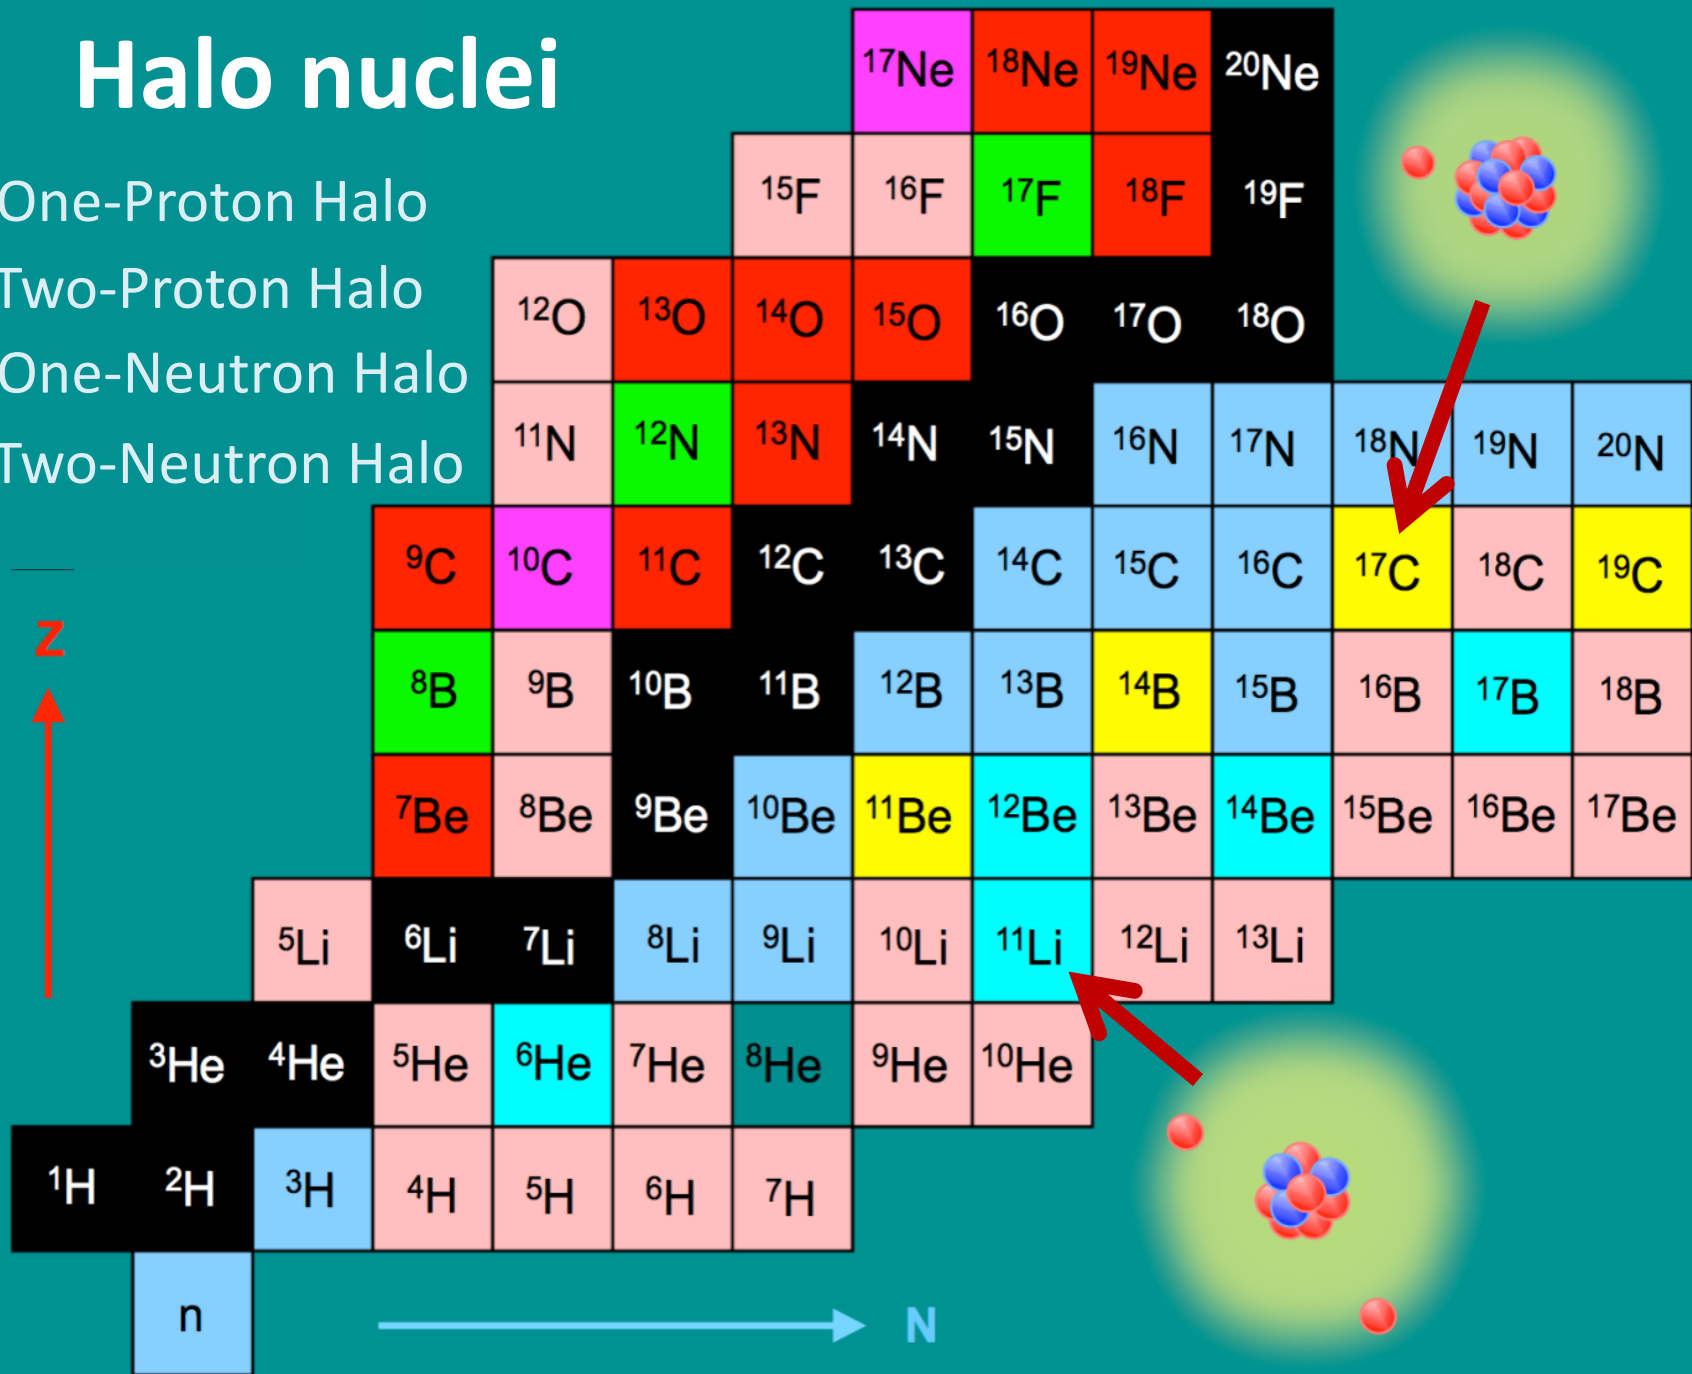 Halo nuclei
One-Proton Halo
Two-Proton Halo
One-Neutron Halo
Two-Neutron Halo
¹⁷Ne ¹⁸Ne ¹⁹Ne ²⁰Ne
¹⁵F ¹⁶F ¹⁷F ¹⁸F ¹⁹F
¹²O ¹³O ¹⁴O ¹⁵O ¹⁶O ¹⁷O ¹⁸O
¹¹N ¹²N ¹³N ¹⁴N ¹⁵N ¹⁶N ¹⁷N ¹⁸N ¹⁹N ²⁰N
⁹C ¹⁰C ¹¹C ¹²C ¹³C ¹⁴C ¹⁵C ¹⁶C ¹⁷C ¹⁸C ¹⁹C
Z
⁸B ⁹B ¹⁰B ¹¹B ¹²B ¹³B ¹⁴B ¹⁵B ¹⁶B ¹⁷B ¹⁸B
⁷Be ⁸Be ⁹Be ¹⁰Be ¹¹Be ¹²Be ¹³Be ¹⁴Be ¹⁵Be ¹⁶Be ¹⁷Be
⁵Li ⁶Li ⁷Li ⁸Li ⁹Li ¹⁰Li ¹¹Li ¹²Li ¹³Li
³He ⁴He ⁵He ⁶He ⁷He ⁸He ⁹He ¹⁰He
¹H ²H ³H ⁴H ⁵H ⁶H ⁷H
n
N